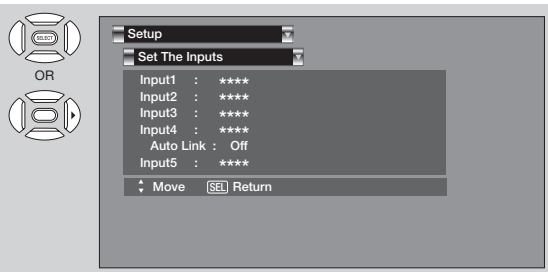 SELECT
OR
Setup
Set The Inputs
Input1 : ****
Input2 : ****
Input3 : ****
Input4 : ****
Auto Link : Off
Input5 : ****
Move SEL Return